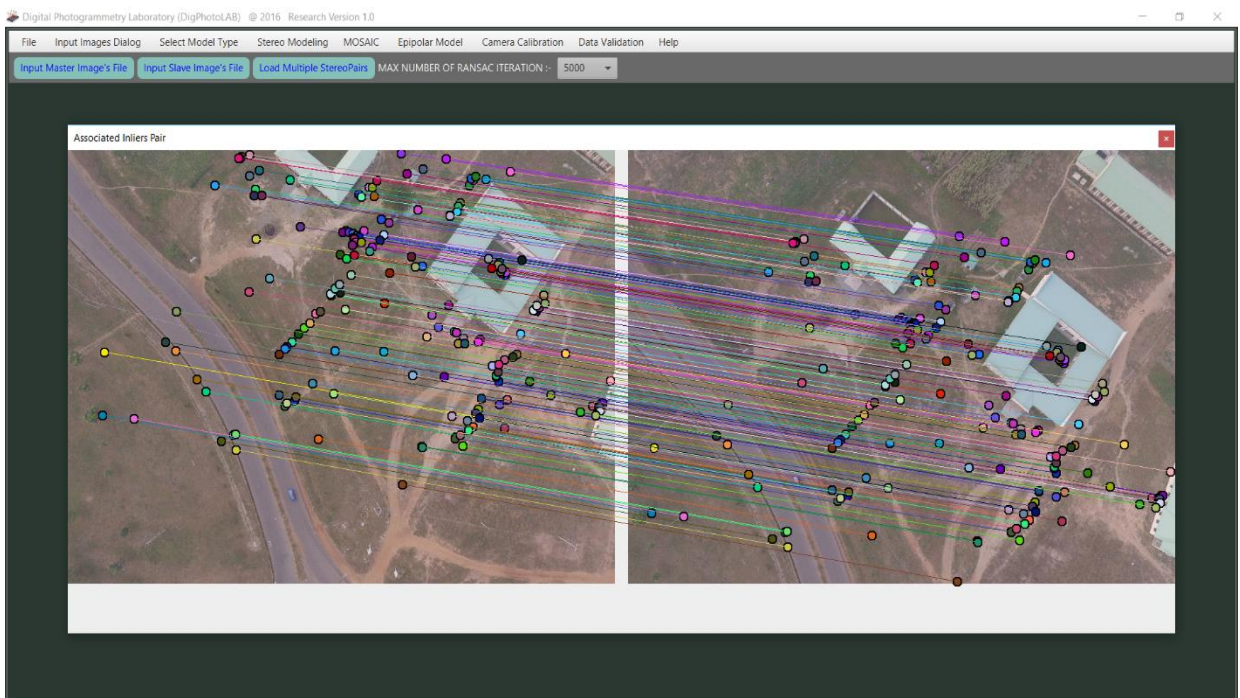 Digital Photogrammetry Laboratory (DigPhotoLAB) @ 2016 Research Version 1.0
File Input Images Dialog Select Model Type Stereo Modeling MOSAIC Epipolar Model Camera Calibration Data Validation Help
Input Master Image's File Input Slave Image's File Load Multiple StereoPairs MAX NUMBER OF RANSAC ITERATION :- 5000
Associated Inliers Pair